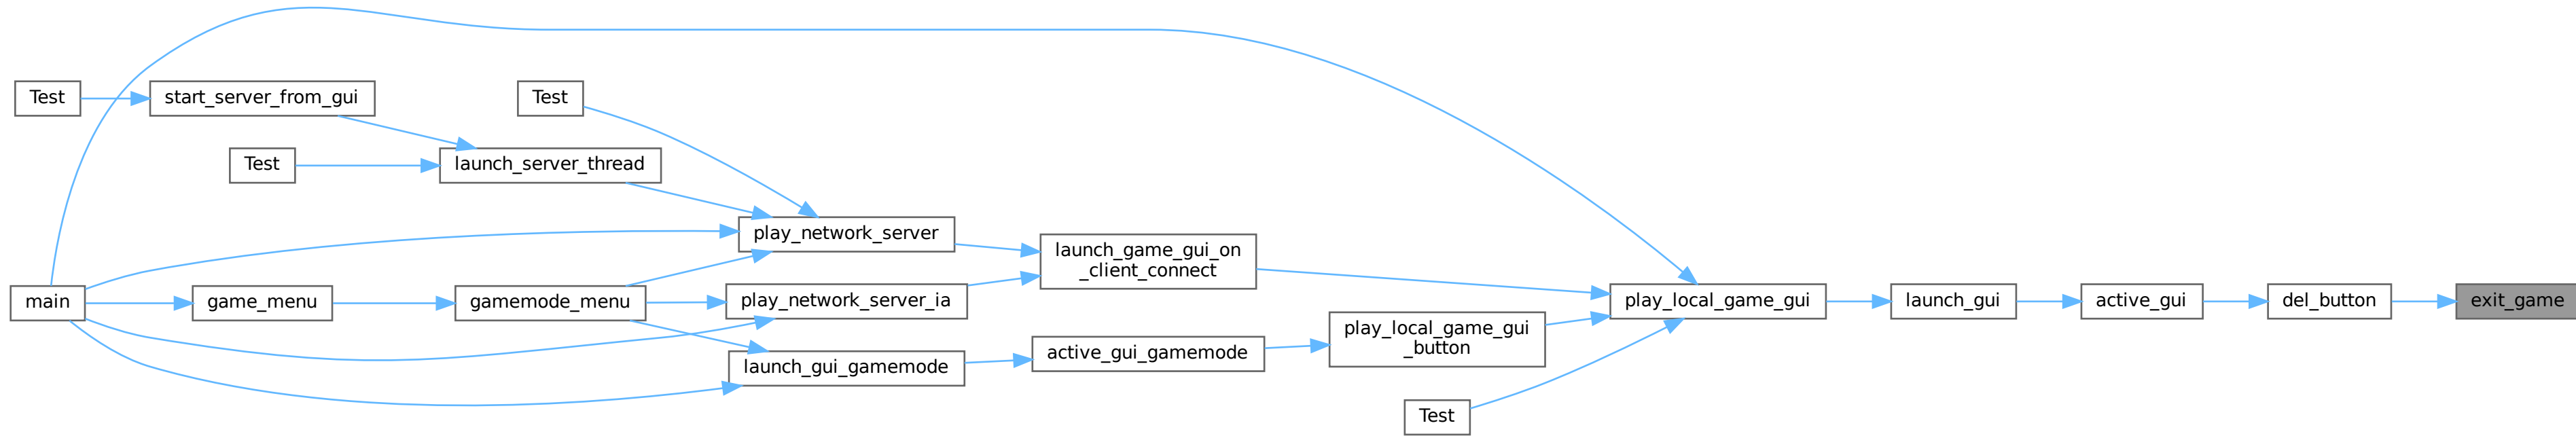 Test
start_server_from_gui
Test
Test
launch_server_thread
play_network_server
launch_game_gui_on
_client_connect
main
game_menu
gamemode_menu
play_network_server_ia
play_local_game_gui
launch_gui
active_gui
del_button
exit_game
play_local_game_gui
_button
active_gui_gamemode
launch_gui_gamemode
Test